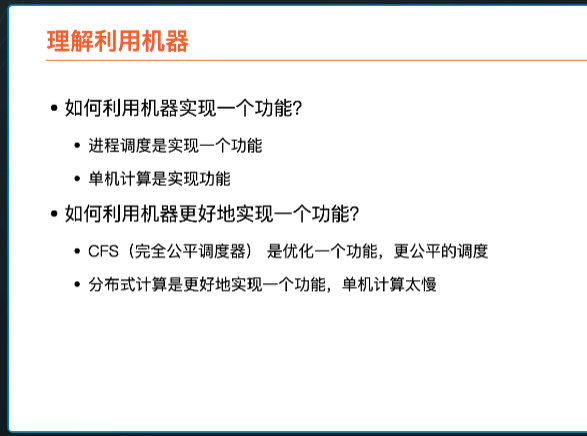 理解利用机器
• 如何利用机器实现一个功能？
• 进程调度是实现一个功能
• 单机计算是实现功能
• 如何利用机器更好地实现一个功能？
• CFS（完全公平调度器） 是优化一个功能，更公平的调度
• 分布式计算是更好地实现一个功能，单机计算太慢